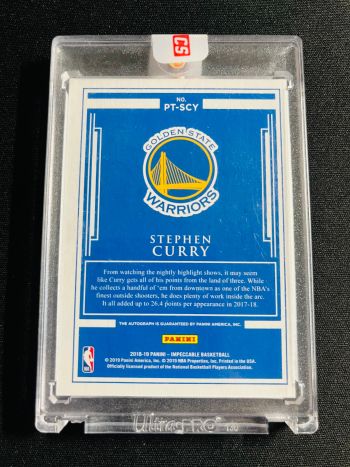 CS
NO.
PT-SCY
GOLDEN STATE
WARRIORS
STEPHEN
CURRY
From watching the nightly highlight shows, it may seem
like Curry gets all of his points from the land of three. While
he collects a handful of 'em from downtown as one of the NBA's
finest outside shooters, he does plenty of work inside the arc.
It all added up to 26.4 points per appearance in 2017-18.
THE AUTOGRAPH IS GUARANTEED BY PANINI AMERICA, INC.
PANINI
2018-19 PANINI - IMPECCABLE BASKETBALL
© 2019 Panini America, Inc. © 2019 NBA Properties, Inc. Printed in the USA.
Officially licensed product of the National Basketball Players Association.
NBA
Ultra PRO